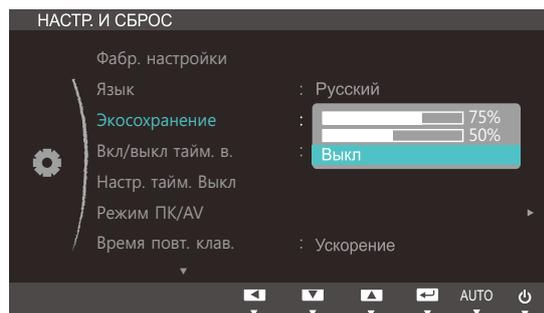 НАСТР. И СБРОС
Фабр. настройки
Язык : Русский
Экосохранение : 75%
50%
Вкл/выкл тайм. в. : Выкл
Настр. тайм. Выкл
Режим ПК/AV
Время повт. клав. : Ускорение
AUTO